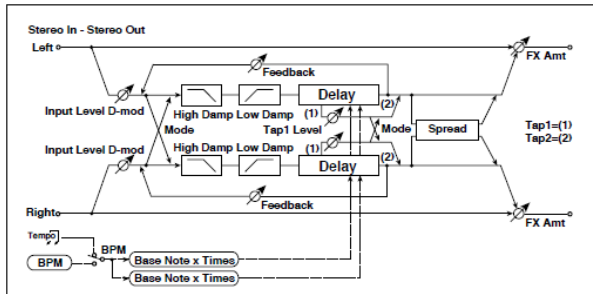 Stereo In - Stereo Out
Left
FX Amt
Feedback
Input Level D-mod
High Damp Low Damp
Delay
(1)
(2)
Mode
Tap1 Level
Mode
Spread
Tap1=(1)
Tap2=(2)
Input Level D-mod
High Damp Low Damp
(1)
(2)
Delay
Right
Feedback
FX Amt
Tempo
BPM
BPM
Base Note x Times
Base Note x Times